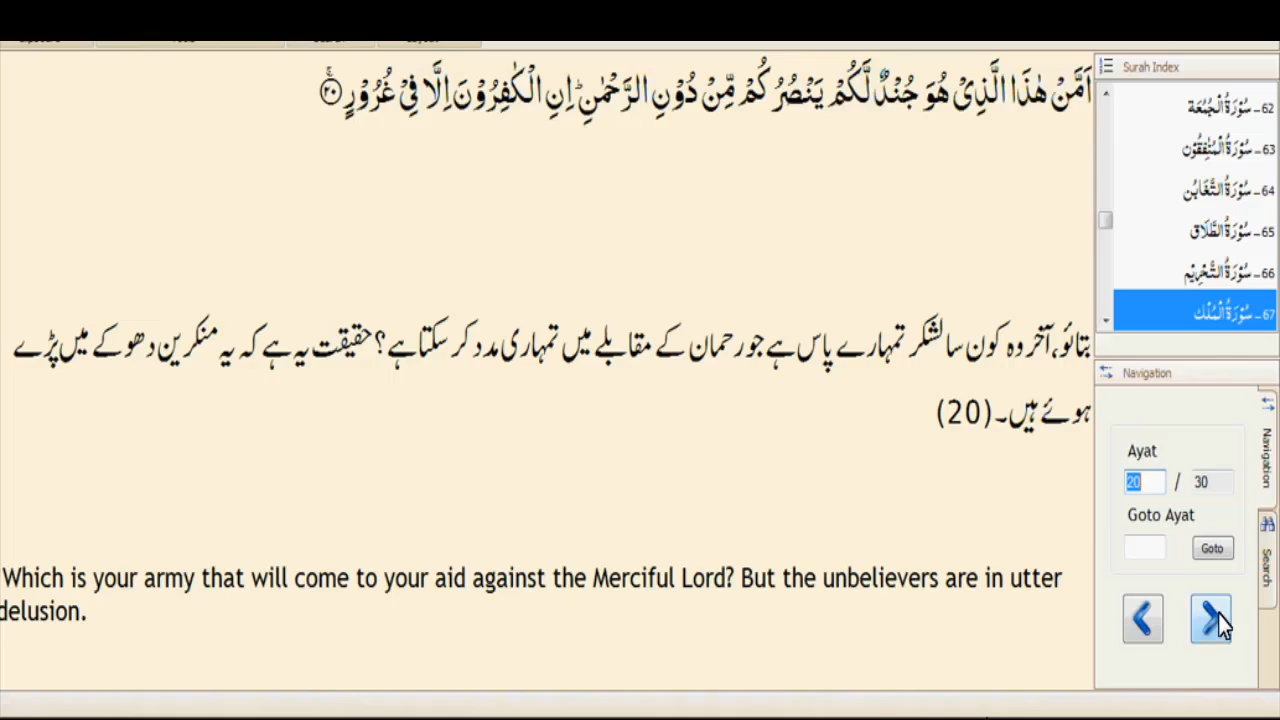 اَمَّنۡ هٰذَا الَّذِىۡ هُوَ جُنۡدٌ لَّكُمۡ يَنۡصُرُكُمۡ مِّنۡ دُوۡنِ الرَّحۡمٰنِ‌ؕ اِنِ الۡكٰفِرُوۡنَ اِلَّا فِىۡ غُرُوۡرٍ‌ۚ‏ ﴿۲۰﴾
بتائو، آخر وہ کون سا لشکر تمہارے پاس ہے جو رحمان کے مقابلے میں تمہاری مدد کر سکتا ہے؟ حقیقت یہ ہے کہ یہ منکرین دھوکے میں پڑے
ہوئے ہیں۔(20)
Which is your army that will come to your aid against the Merciful Lord? But the unbelievers are in utter
delusion.
Surah Index
62- سُوۡرَةُ الۡجُمُعَة
63- سُوۡرَةُ الۡمُنٰفِقُوۡن
64- سُوۡرَةُ التَّغَابُن
65- سُوۡرَةُ الطَّلَاق
66- سُوۡرَةُ التَّحۡرِيۡم
67- سُوۡرَةُ الۡمُلۡك
Navigation
Ayat
20 / 30
Goto Ayat
Goto
Navigation
Search